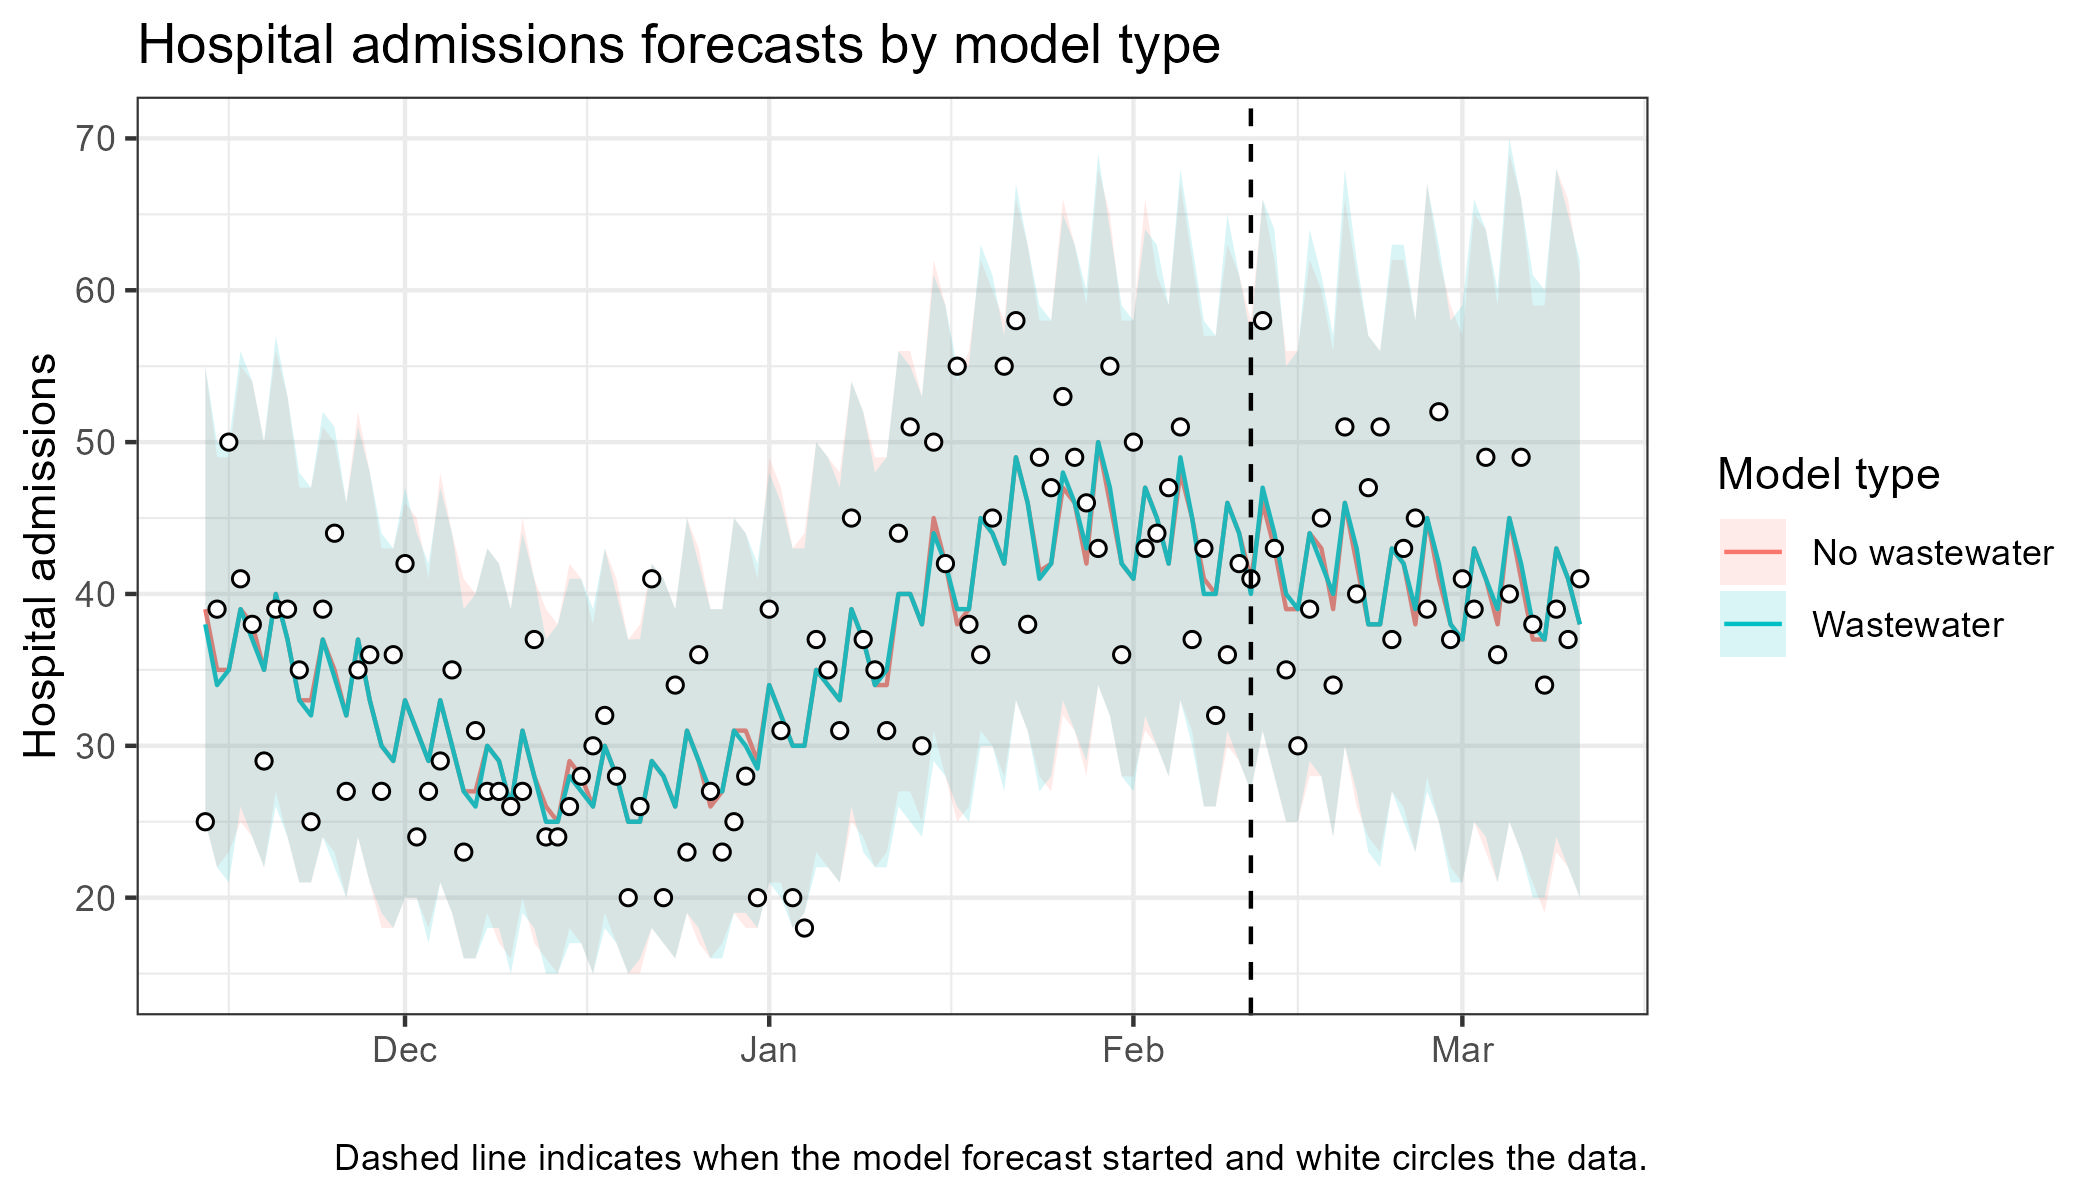 Hospital admissions forecasts by model type
Hospital admissions
70
60
50
40
30
20
Dec Jan Feb Mar
Model type
No wastewater
Wastewater
Dashed line indicates when the model forecast started and white circles the data.